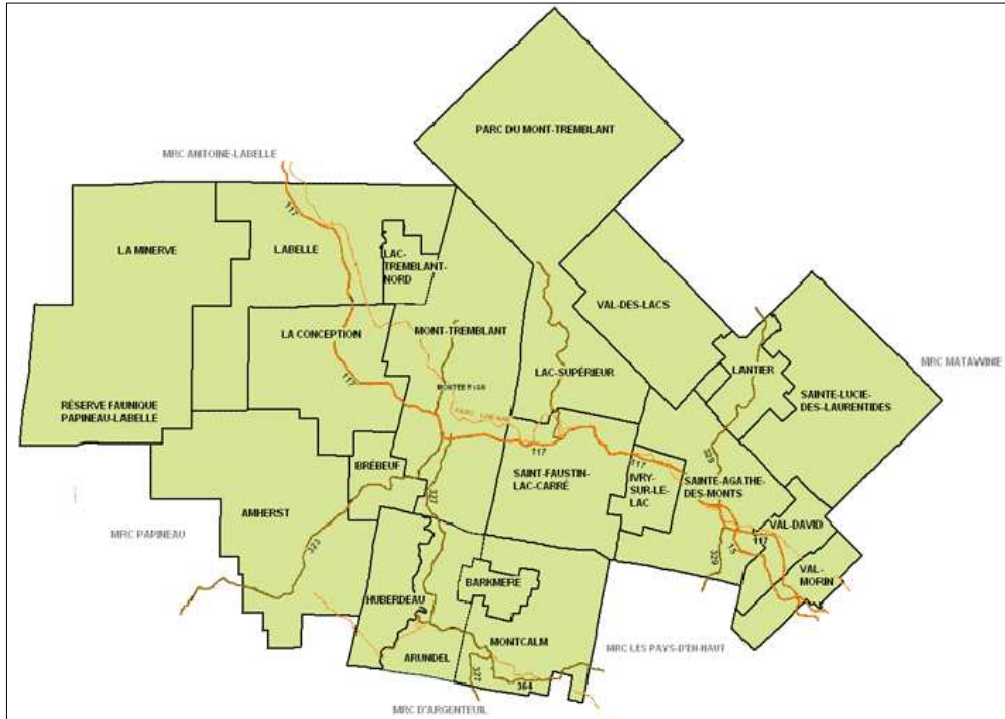 PARC DU MONT-TREMBLANT
MRC ANTOINE-LABELLE
117
LA MINERVE
LABELLE
LAC-
TREMBLANT-
NORD
VAL-DES-LACS
LA CONCEPTION
MONT-TREMBLANT
MRC MATAWINIE
LANTIER
LAC-SUPÉRIEUR
117
SAINTE-LUCIE-
DES-LAURENTIDES
RÉSERVE FAUNIQUE
PAPINEAU-LABELLE
117
117
329
IBRÉBEUF
SAINT-FAUSTIN-
LAC-CARRÉ
IVRY-
SUR-LE-
LAC
SAINTE-AGATHE-
DES-MONTS
327
AMHERST
VAL-DAVID
MRC PAPINEAU
323
15
117
329
VAL-
MORIN
BARKMERE
HUBERDEAU
MONTCALM
MRC LES PAYS-D'EN-HAUT
ARUNDEL
327
364
MRC D'ARGENTEUIL